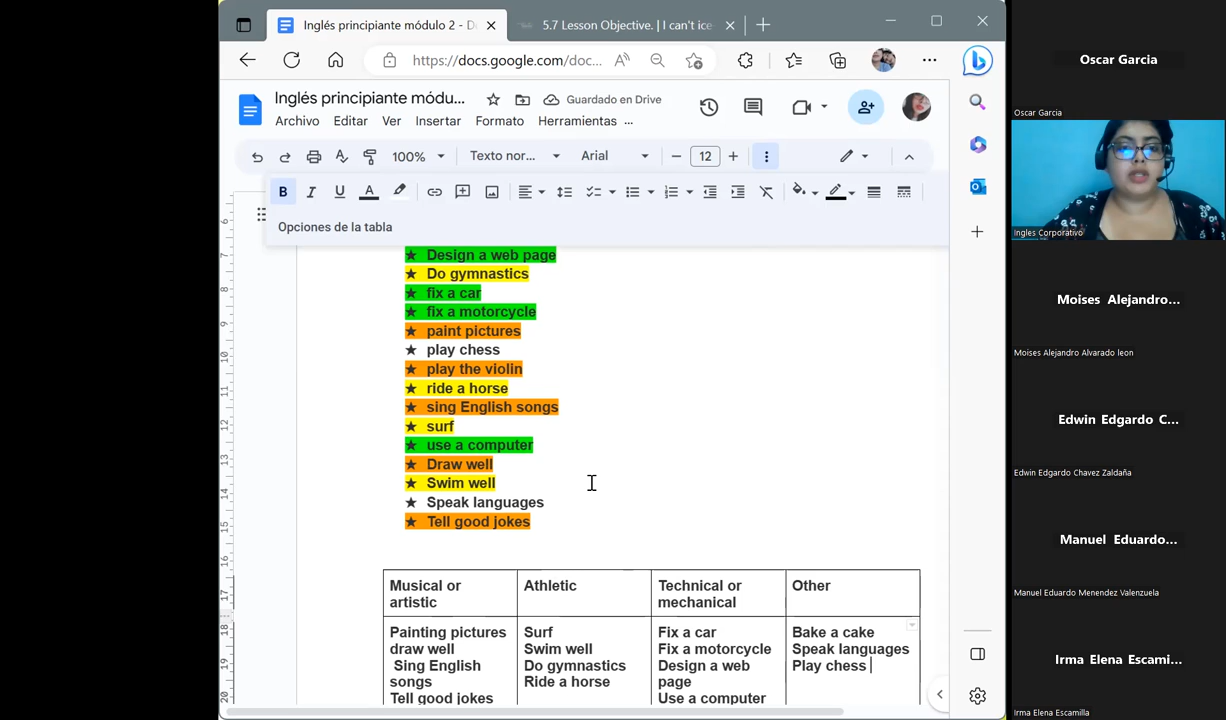 Inglés principiante módulo 2 - D
5.7 Lesson Objective. | I can't ice-
https://docs.google.com/doc...
Inglés principiante módu...
Guardado en Drive
Archivo Editar Ver Insertar Formato Herramientas ...
100% Texto nor... Arial 12
Opciones de la tabla
★ Design a web page
★ Do gymnastics
★ fix a car
★ fix a motorcycle
★ paint pictures
★ play chess
★ play the violin
★ ride a horse
★ sing English songs
★ surf
★ use a computer
★ Draw well
★ Swim well
★ Speak languages
★ Tell good jokes
Musical or
artistic
Athletic
Technical or
mechanical
Other
Painting pictures
draw well
Sing English
songs
Tell good jokes
Surf
Swim well
Do gymnastics
Ride a horse
Fix a car
Fix a motorcycle
Design a web
page
Use a computer
Bake a cake
Speak languages
Play chess
Oscar Garcia
Oscar Garcia
Ingles Corporativo
Moises Alejandro...
Moises Alejandro Alvarado leon
Edwin Edgardo C...
Edwin Edgardo Chavez Zaldaña
Manuel Eduardo...
Manuel Eduardo Menendez Valenzuela
Irma Elena Escami...
Irma Elena Escamilla